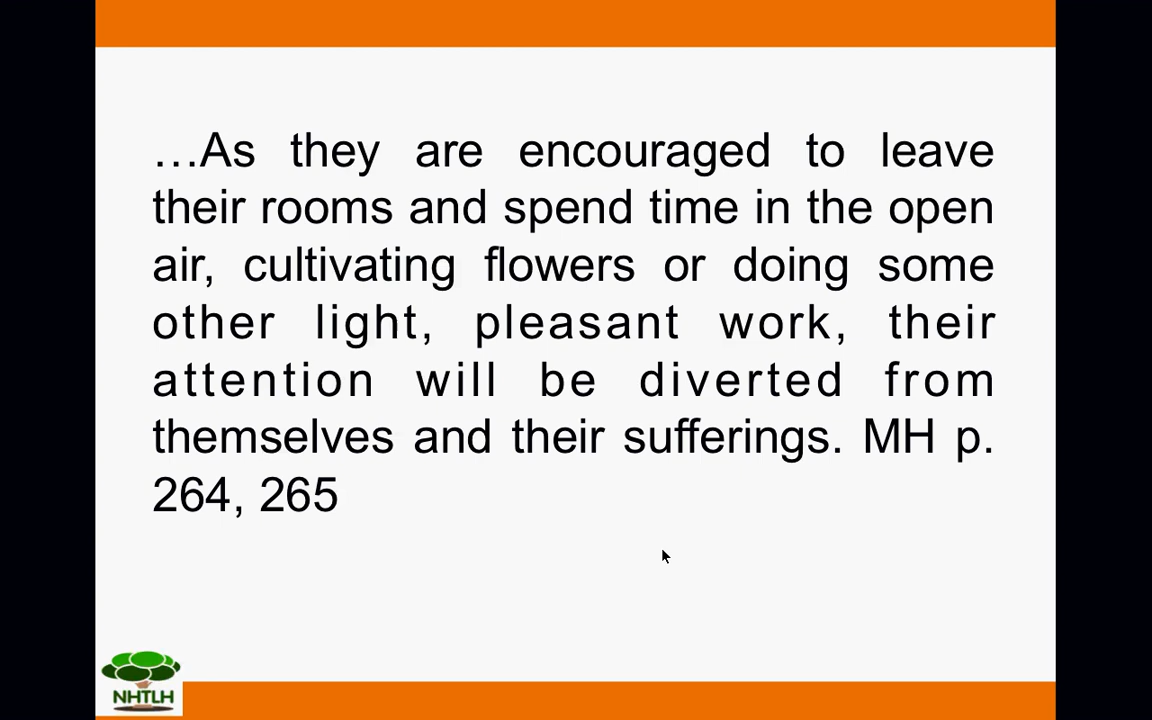 …As they are encouraged to leave
their rooms and spend time in the open
air, cultivating flowers or doing some
other light, pleasant work, their
attention will be diverted from
themselves and their sufferings. MH p.
264, 265
NHTLH